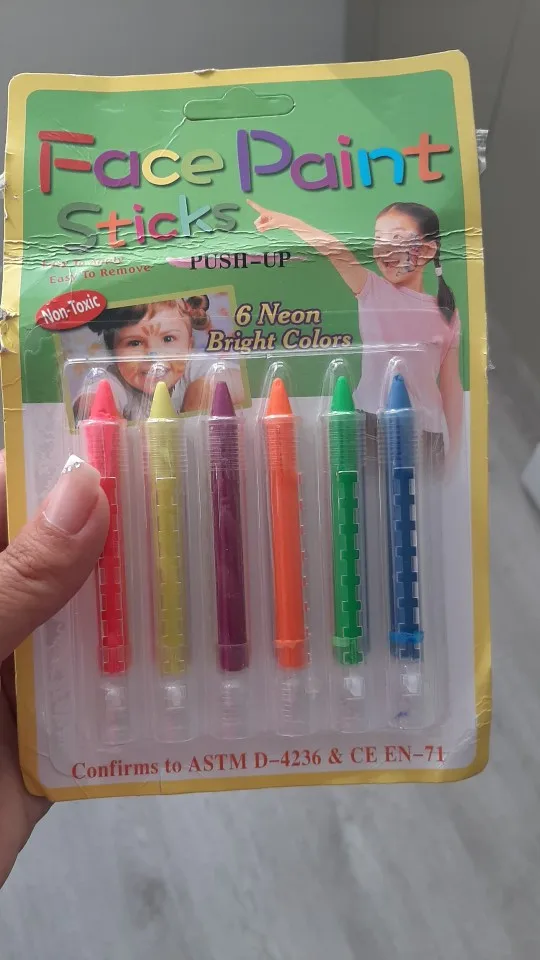 Face Paint
Sticks
Easy To Remove
PUSH-UP
Non-Toxic
6 Neon
Bright Colors
Confirms to ASTM D-4236 & CE EN-71